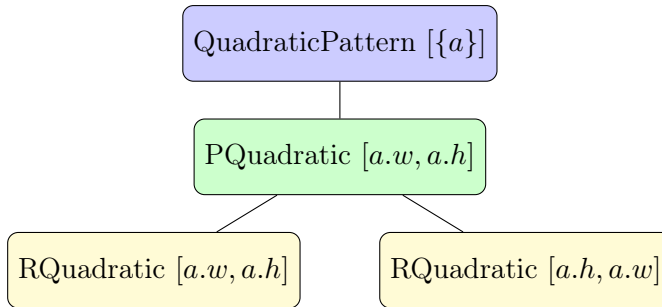 QuadraticPattern [{a}]
PQuadratic [a.w, a.h]
RQuadratic [a.w, a.h]
RQuadratic [a.h, a.w]